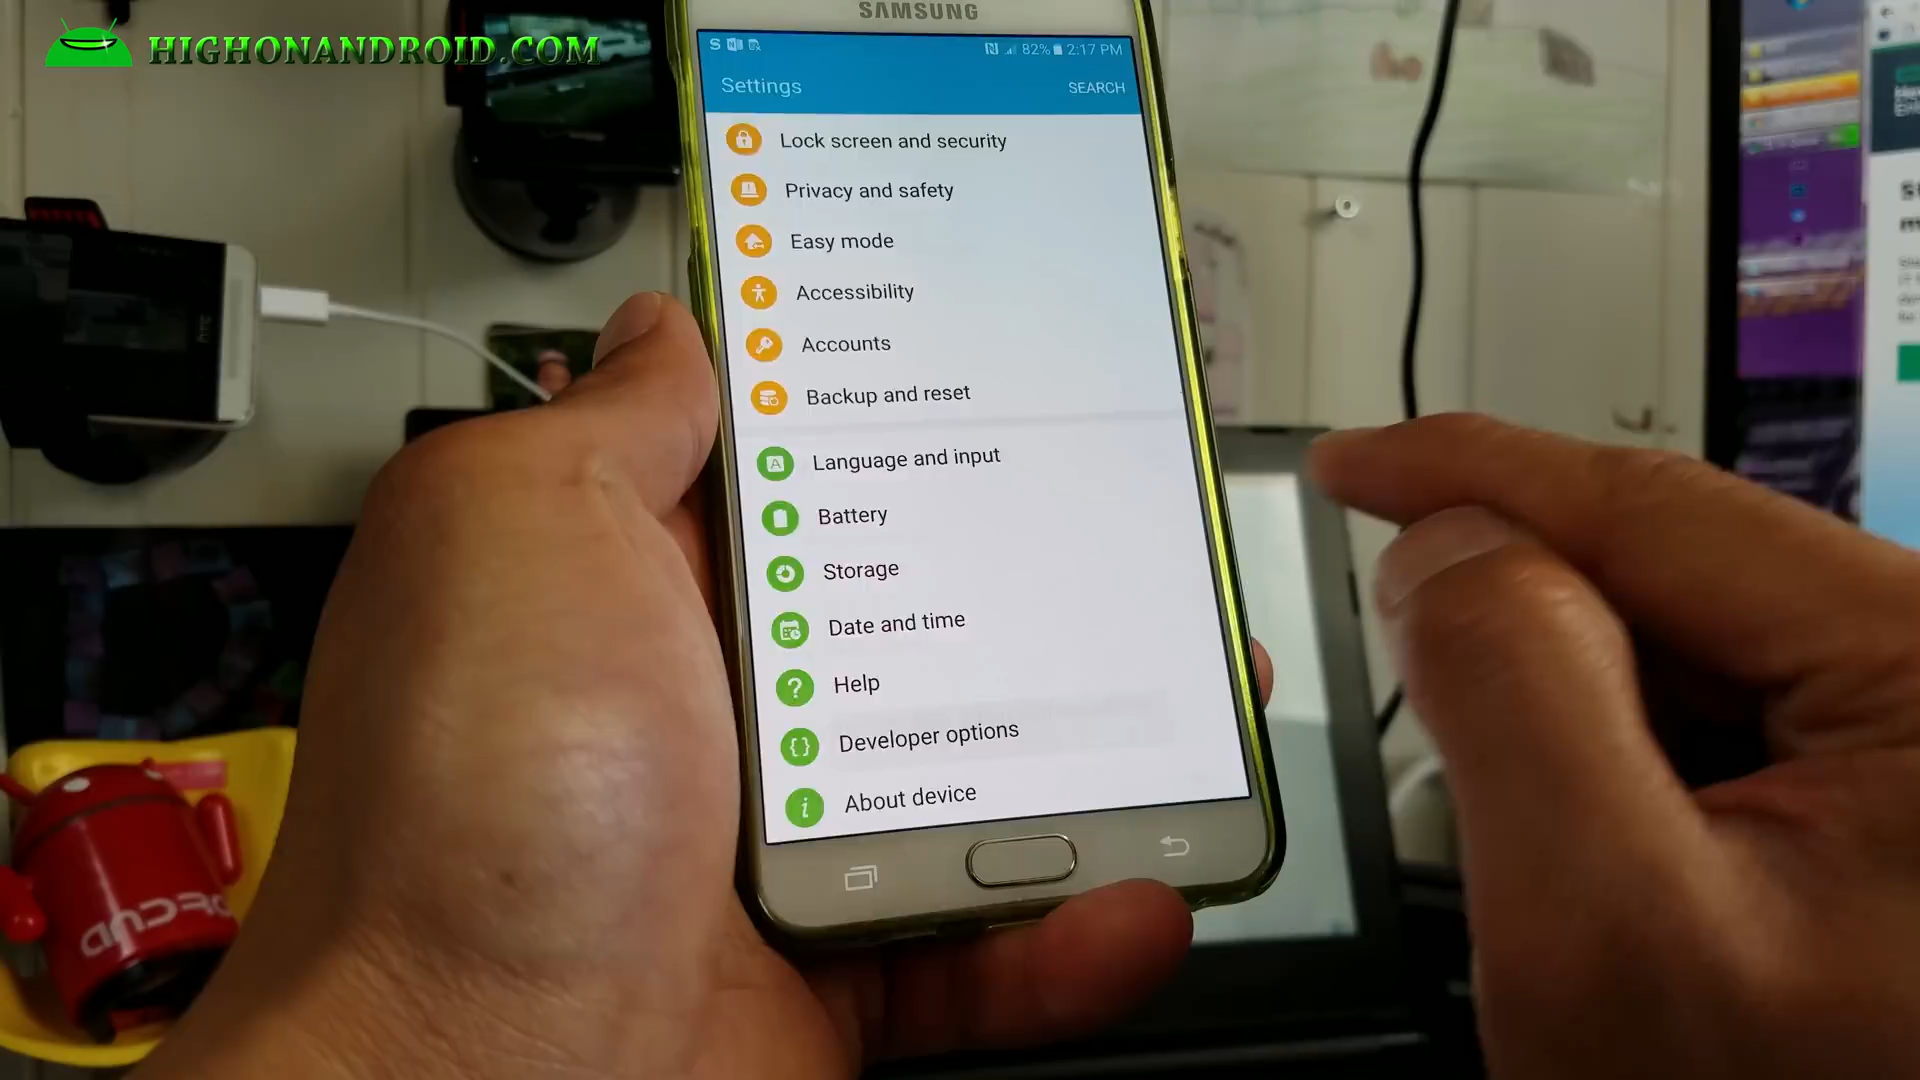 HIGHONANDROID.COM
SAMSUNG
82% 2:17 PM
Settings
SEARCH
Lock screen and security
Privacy and safety
Easy mode
Accessibility
Accounts
Backup and reset
Language and input
Battery
Storage
Date and time
Help
Developer options
About device
hTC